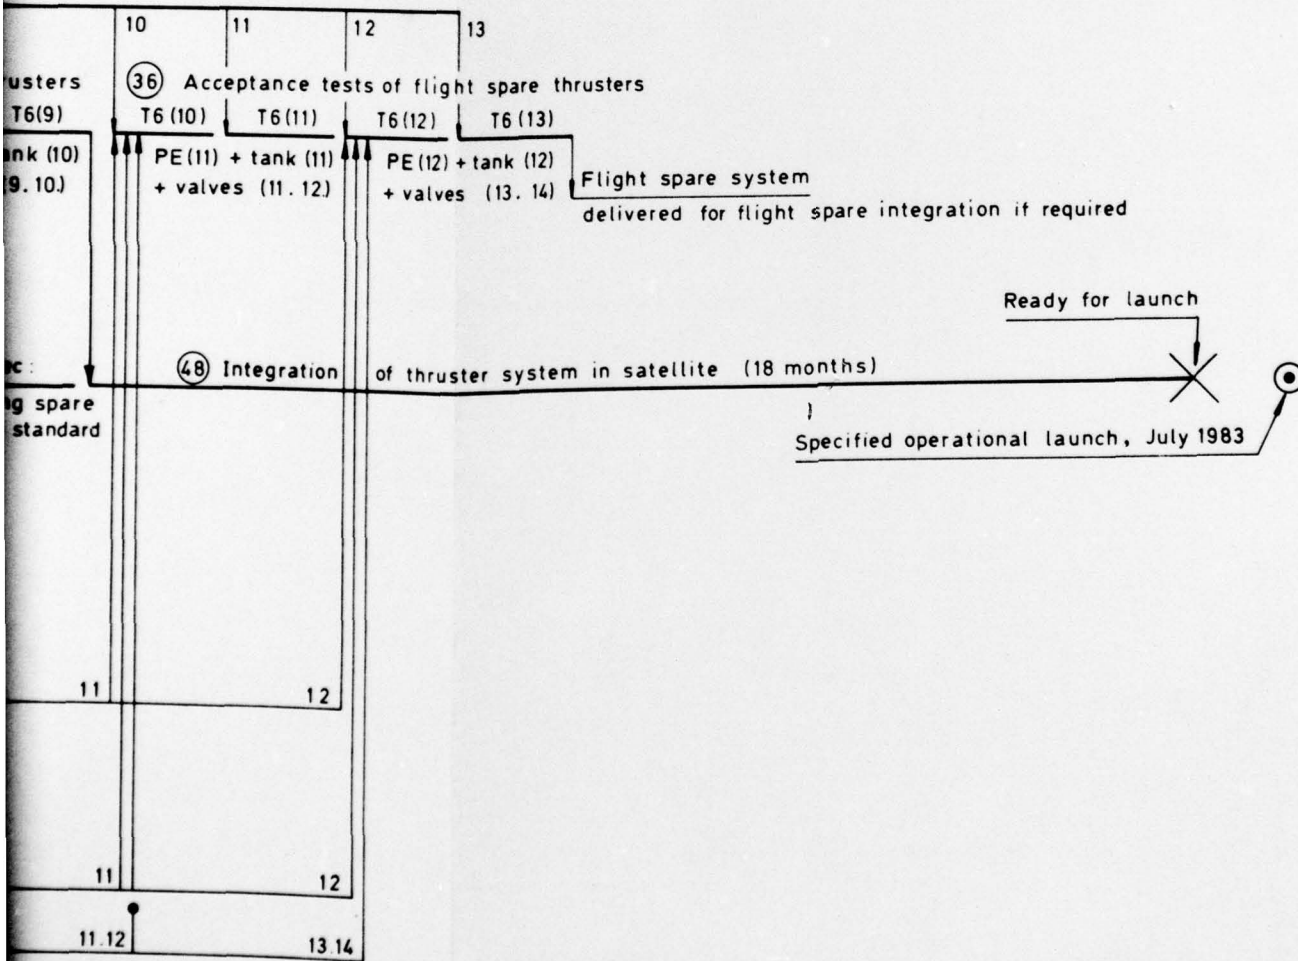 10 11 12 13
36 Acceptance tests of flight spare thrusters
T6(9) T6(10) T6(11) T6(12) T6(13)
(10) PE(11) + tank (11) PE(12) + tank (12)
9.10.) + valves (11.12.) + valves (13.14)
Flight spare system
delivered for flight spare integration if required
Ready for launch
48 Integration of thruster system in satellite (18 months)
spare
standard
Specified operational launch, July 1983
11 12
11 12
11.12 13.14